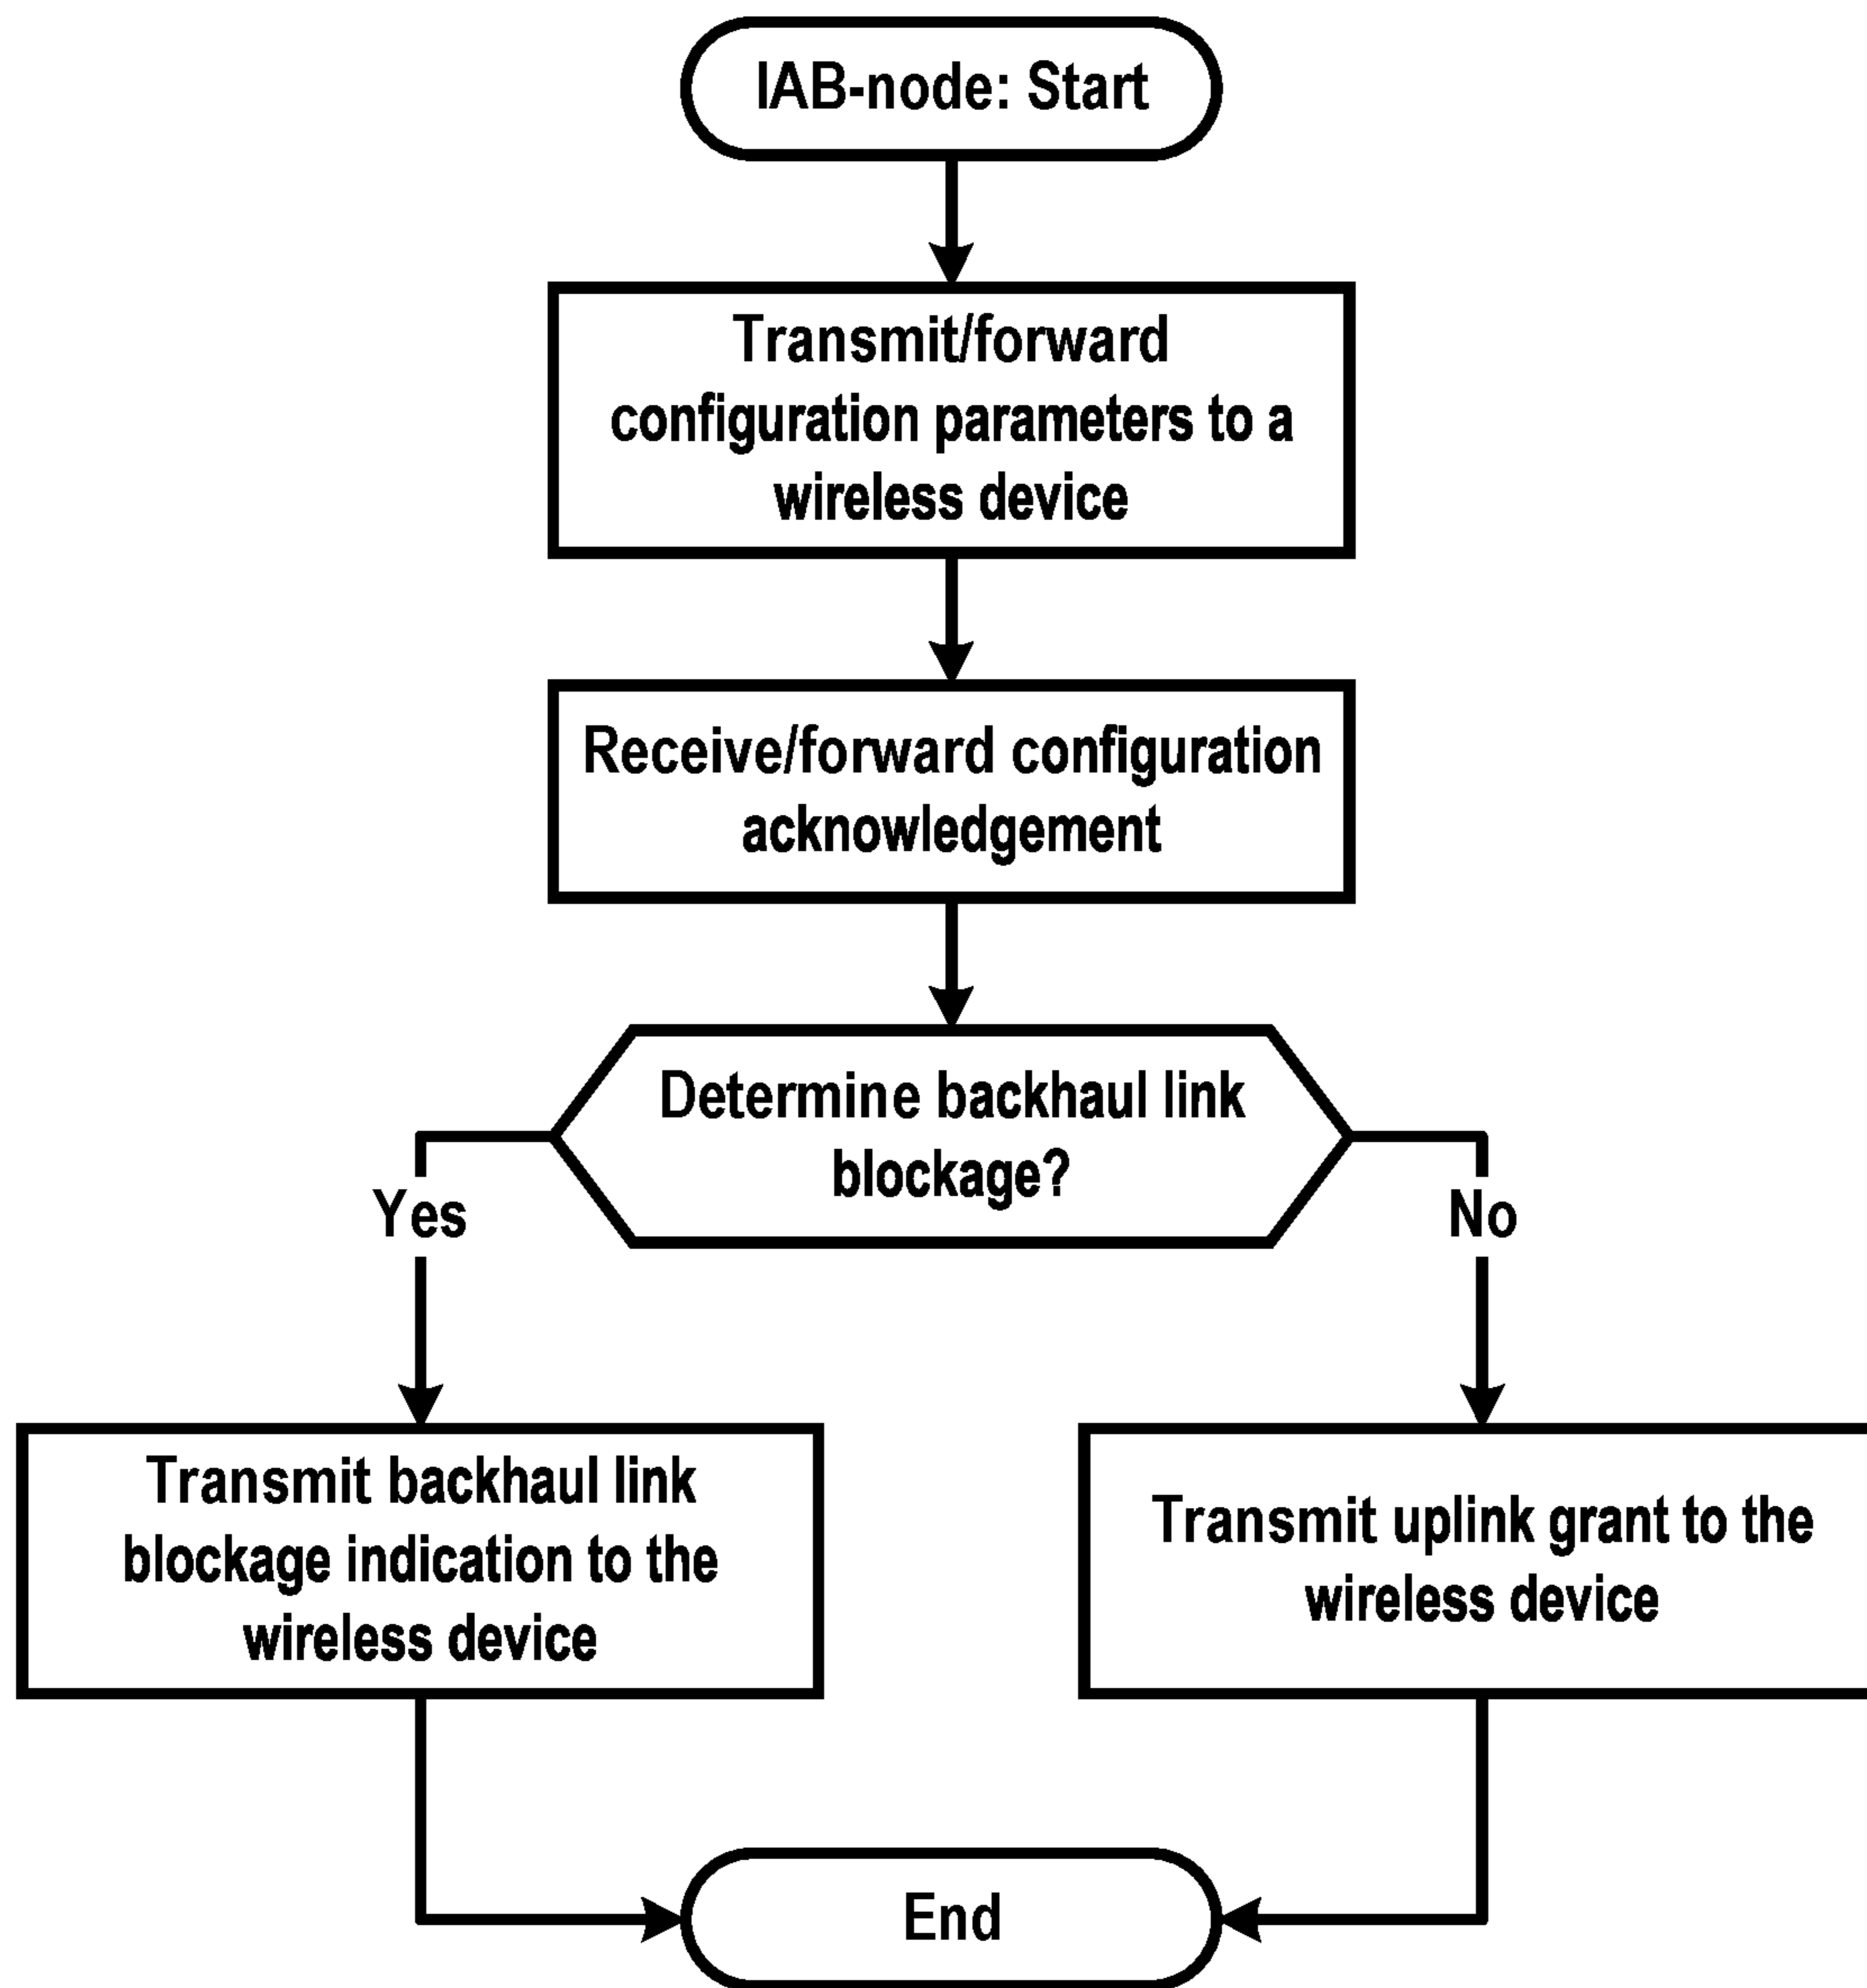 IAB-node: Start
Transmit/forward
configuration parameters to a
wireless device
Receive/forward configuration
acknowledgement
Determine backhaul link
blockage?
Yes
No
Transmit backhaul link
blockage indication to the
wireless device
Transmit uplink grant to the
wireless device
End